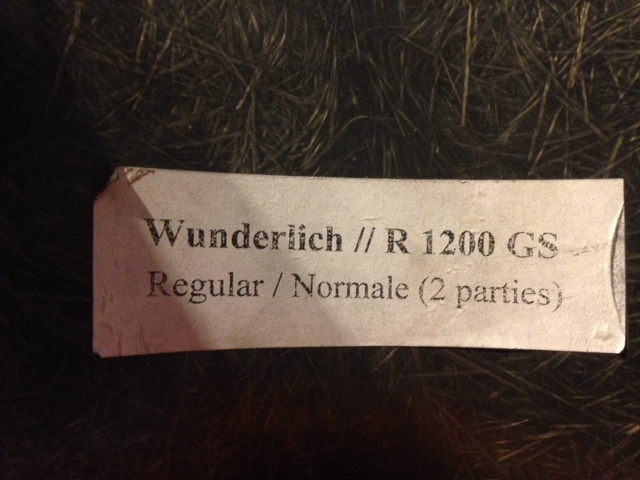 Wunderlich // R 1200 GS
Regular / Normale (2 parties)